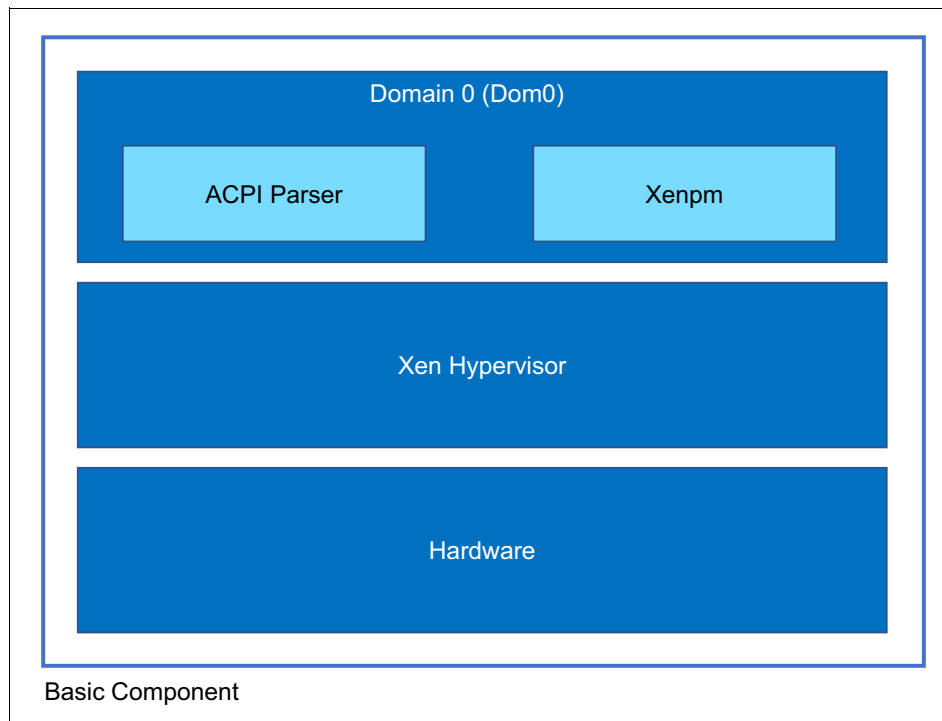 Domain 0 (Dom0)
ACPI Parser
Xenpm
Xen Hypervisor
Hardware
Basic Component